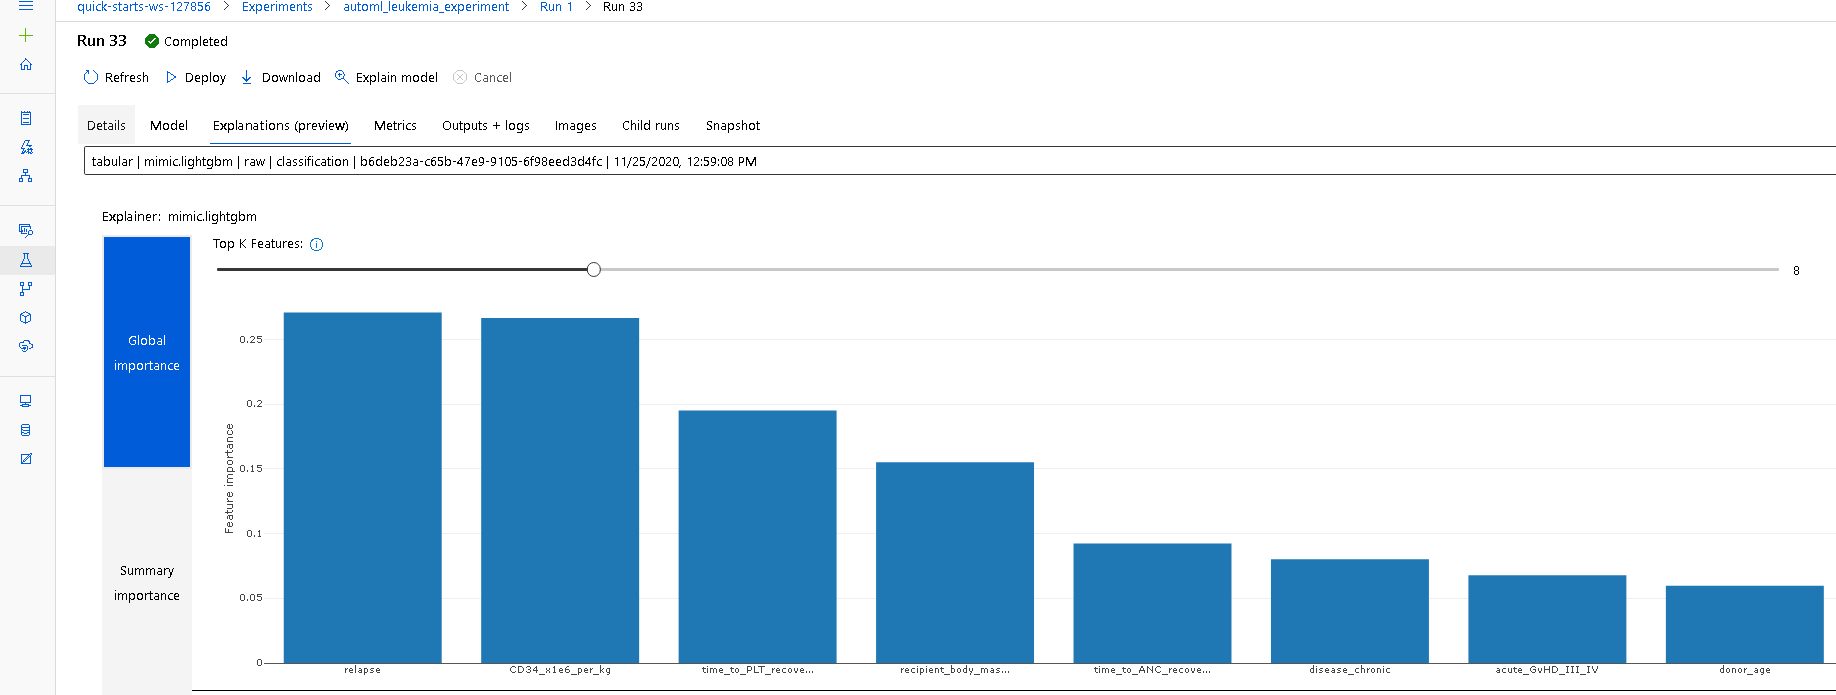 quick-starts-ws-127856 > Experiments > automl_leukemia_experiment > Run 1 > Run 33
Run 33 Completed
Refresh Deploy Download Explain model Cancel
Details Model Explanations (preview) Metrics Outputs + logs Images Child runs Snapshot
tabular | mimic.lightgbm | raw | classification | b6deb23a-c65b-47e9-9105-6f98eed3d4fc | 11/25/2020, 12:59:08 PM
Explainer: mimic.lightgbm
Global
importance
Summary
importance
Top K Features:
8
Feature importance
0.25
0.2
0.15
0.1
0.05
0
relapse CD34_x1e6_per_kg time_to_PLT_recove... recipient_body_mas... time_to_ANC_recove... disease_chronic acute_GvHD_III_IV donor_age